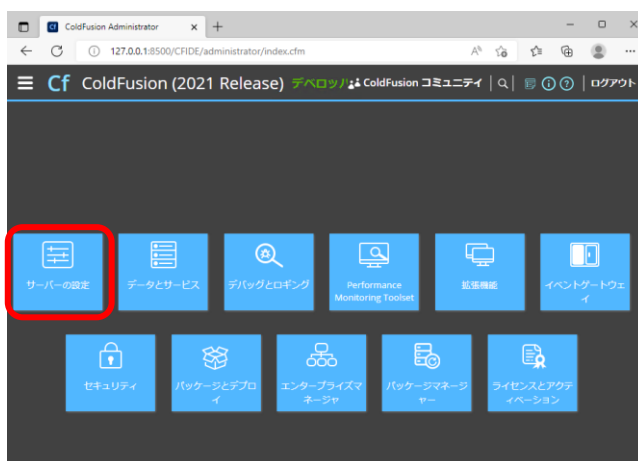 ColdFusion Administrator
127.0.0.1:8500/CFIDE/administrator/index.cfm
Cf ColdFusion (2021 Release) デベロッパ ColdFusion コミュニティ ログアウト
サーバーの設定
データとサービス
デバッグとロギング
Performance
Monitoring Toolset
拡張機能
イベントゲートウェ
イ
セキュリティ
パッケージとデプロ
イ
エンタープライズマ
ネージャ
パッケージマネージ
ャー
ライセンスとアクテ
ィベーション